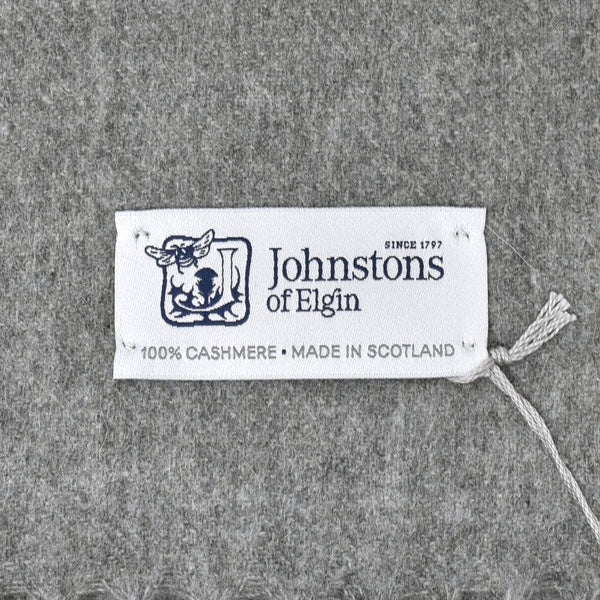 SINCE 1797
Johnstons
of Elgin
100% CASHMERE • MADE IN SCOTLAND